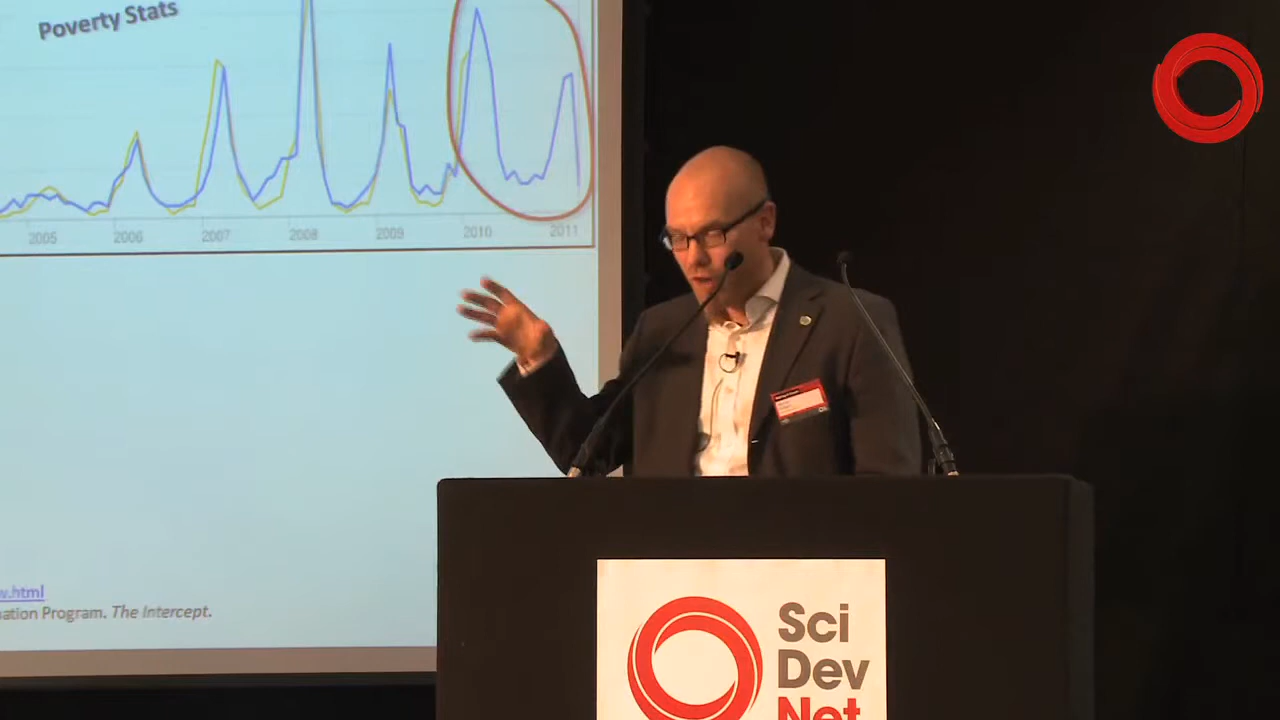 Poverty Stats
2005 2006 2007 2008 2009 2010 2011
w.html
ation Program. The Intercept.
Sci
Dev
Net